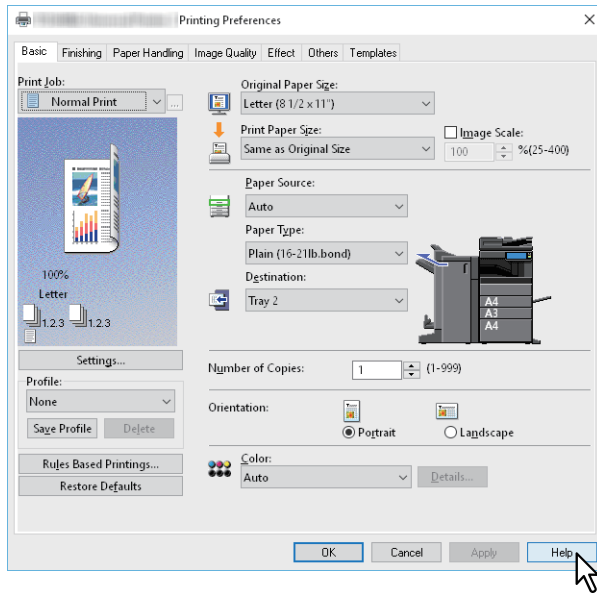 Printing Preferences
Basic Finishing Paper Handling Image Quality Effect Others Templates
Print Job:
Normal Print ...
100%
Letter
1.2.3 1.2.3
Settings...
Profile:
None
Save Profile Delete
Rules Based Printings...
Restore Defaults
Original Paper Size:
Letter (8 1/2 x 11")
Print Paper Size:
Same as Original Size
Image Scale:
100 %(25-400)
Paper Source:
Auto
Paper Type:
Plain (16-21lb.bond)
Destination:
Tray 2
A4
A3
A4
Number of Copies:
1 (1-999)
Orientation:
Portrait Landscape
Color:
Auto Details...
OK Cancel Apply Help